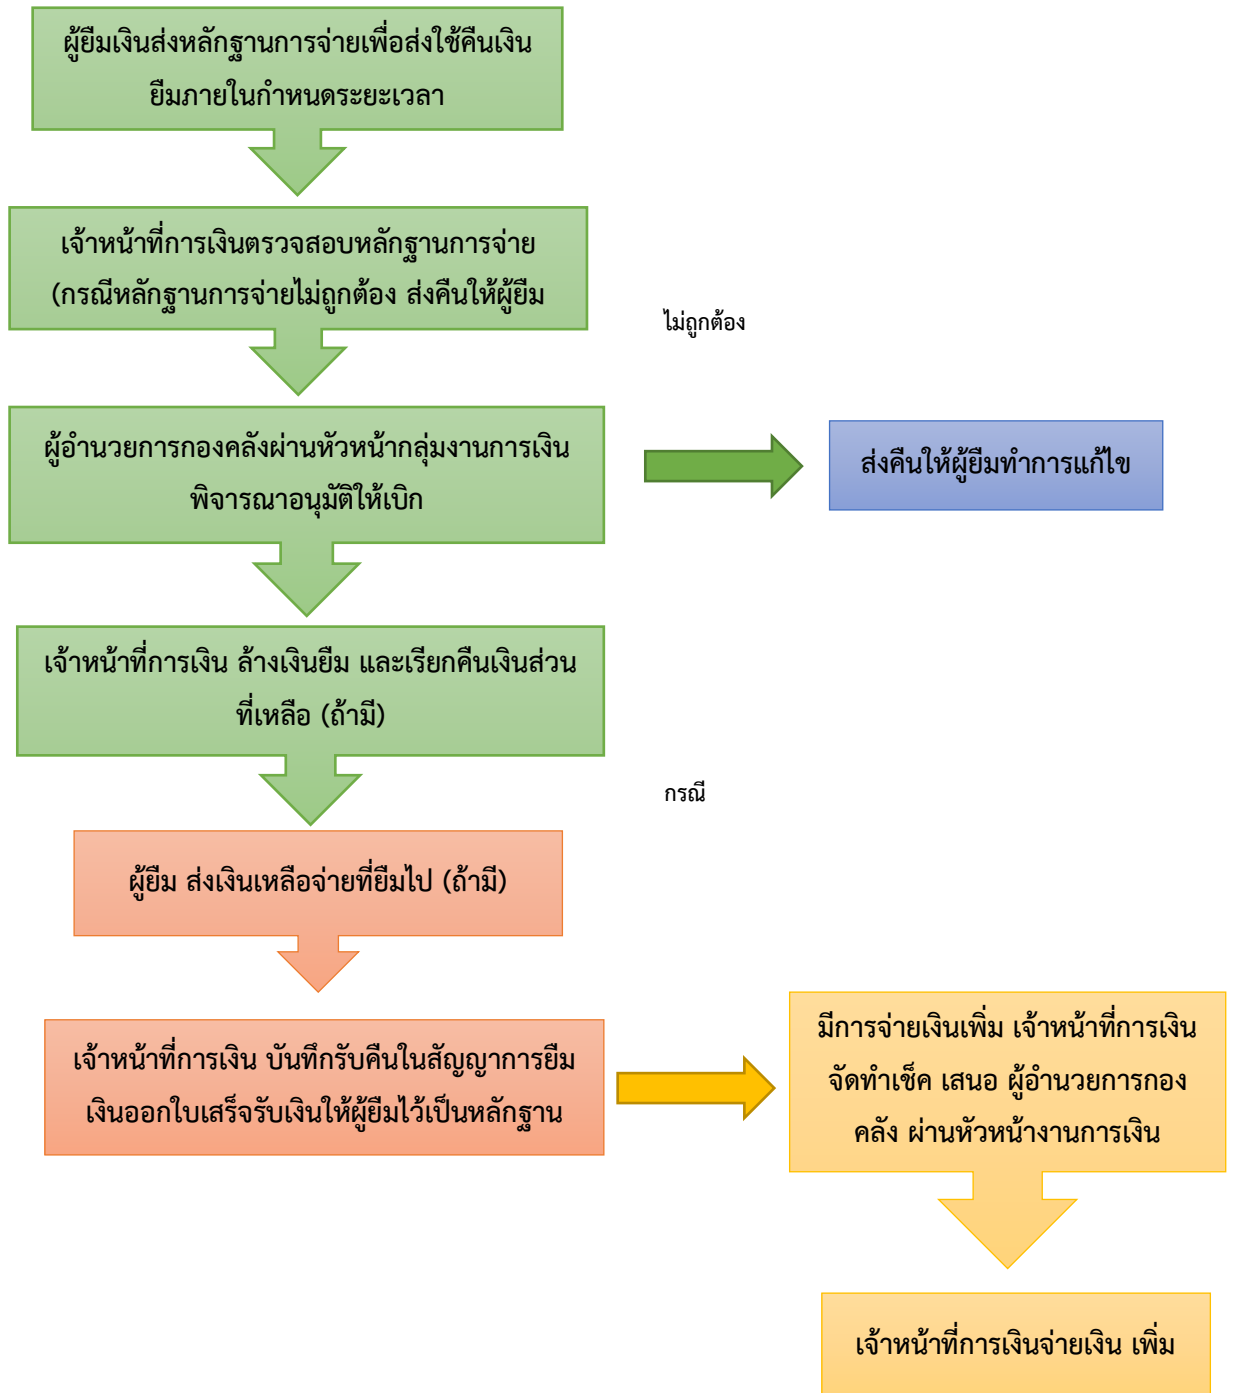 ผู้ยืมเงินส่งหลักฐานการจ่ายเพื่อส่งใช้คืนเงิน
ยืมภายในกำหนดระยะเวลา
เจ้าหน้าที่การเงินตรวจสอบหลักฐานการจ่าย
(กรณีหลักฐานการจ่ายไม่ถูกต้อง ส่งคืนให้ผู้ยืม
ไม่ถูกต้อง
ผู้อำนวยการกองคลังผ่านหัวหน้ากลุ่มงานการเงิน
พิจารณาอนุมัติให้เบิก
ส่งคืนให้ผู้ยืมทำการแก้ไข
เจ้าหน้าที่การเงิน ล้างเงินยืม และเรียกคืนเงินส่วน
ที่เหลือ (ถ้ามี)
กรณี
ผู้ยืม ส่งเงินเหลือจ่ายที่ยืมไป (ถ้ามี)
เจ้าหน้าที่การเงิน บันทึกรับคืนในสัญญาการยืม
เงินออกใบเสร็จรับเงินให้ผู้ยืมไว้เป็นหลักฐาน
มีการจ่ายเงินเพิ่ม เจ้าหน้าที่การเงิน
จัดทำเช็ค เสนอ ผู้อำนวยการกอง
คลัง ผ่านหัวหน้างานการเงิน
เจ้าหน้าที่การเงินจ่ายเงิน เพิ่ม